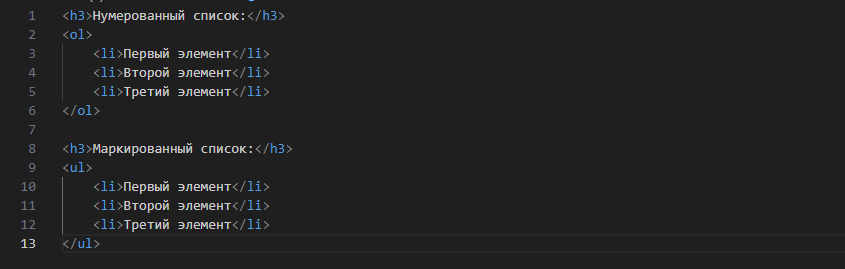 1 <h3>Нумерованный список:</h3>
2 <ol>
3 <li>Первый элемент</li>
4 <li>Второй элемент</li>
5 <li>Третий элемент</li>
6 </ol>
7
8 <h3>Маркированный список:</h3>
9 <ul>
10 <li>Первый элемент</li>
11 <li>Второй элемент</li>
12 <li>Третий элемент</li>
13 </ul>